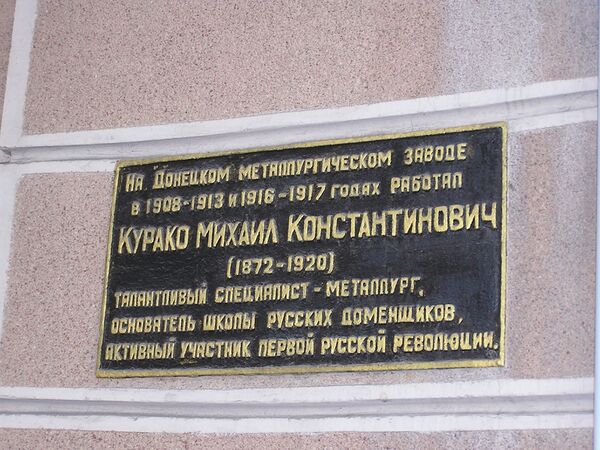 На Донецком металлургическом заводе
в 1908-1913 и 1916-1917 годах работал
Курако Михаил Константинович
(1872-1920)
талантливый специалист-металлург,
основатель школы русских доменщиков,
активный участник первой русской революции.